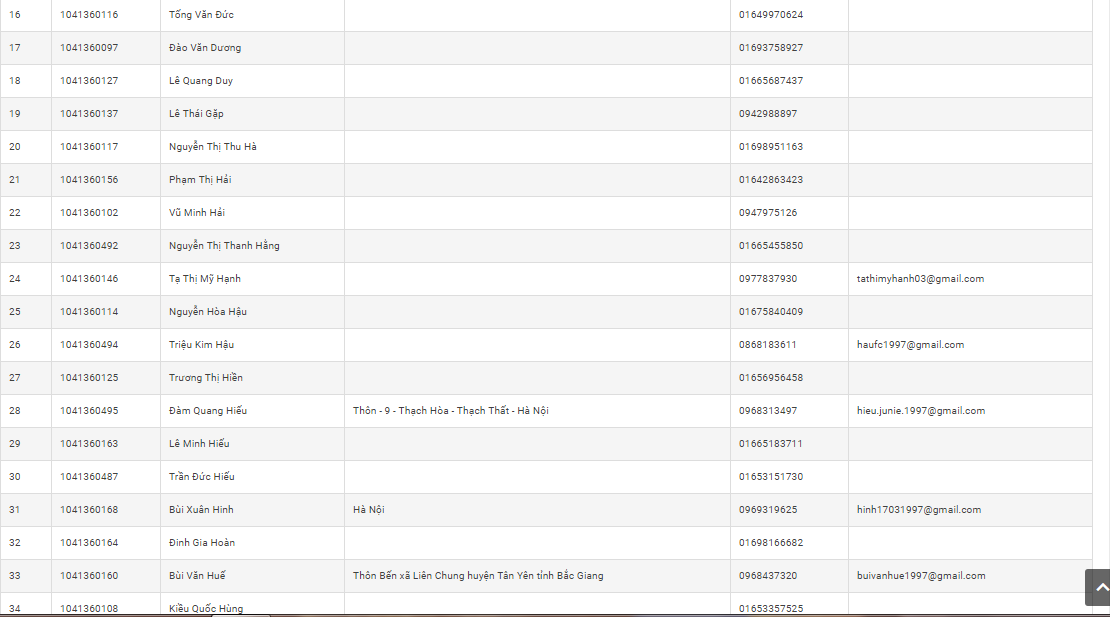 16 1041360116 Tống Văn Đức 01649970624
17 1041360097 Đào Văn Dương 01693758927
18 1041360127 Lê Quang Duy 01665687437
19 1041360137 Lê Thái Gặp 0942988897
20 1041360117 Nguyễn Thị Thu Hà 01698951163
21 1041360156 Phạm Thị Hải 01642863423
22 1041360102 Vũ Minh Hải 0947975126
23 1041360492 Nguyễn Thị Thanh Hằng 01665455850
24 1041360146 Tạ Thị Mỹ Hạnh 0977837930 tathimyhanh03@gmail.com
25 1041360114 Nguyễn Hòa Hậu 01675840409
26 1041360494 Triệu Kim Hậu 0868183611 haufc1997@gmail.com
27 1041360125 Trương Thị Hiền 01656956458
28 1041360495 Đàm Quang Hiếu Thôn - 9 - Thạch Hòa - Thạch Thất - Hà Nội 0968313497 hieu.junie.1997@gmail.com
29 1041360163 Lê Minh Hiếu 01665183711
30 1041360487 Trần Đức Hiếu 01653151730
31 1041360168 Bùi Xuân Hinh Hà Nội 0969319625 hinh17031997@gmail.com
32 1041360164 Đinh Gia Hoàn 01698166682
33 1041360160 Bùi Văn Huế Thôn Bến xã Liên Chung huyện Tân Yên tỉnh Bắc Giang 0968437320 buivanhue1997@gmail.com
34 1041360108 Kiều Quốc Hùng 01653357525